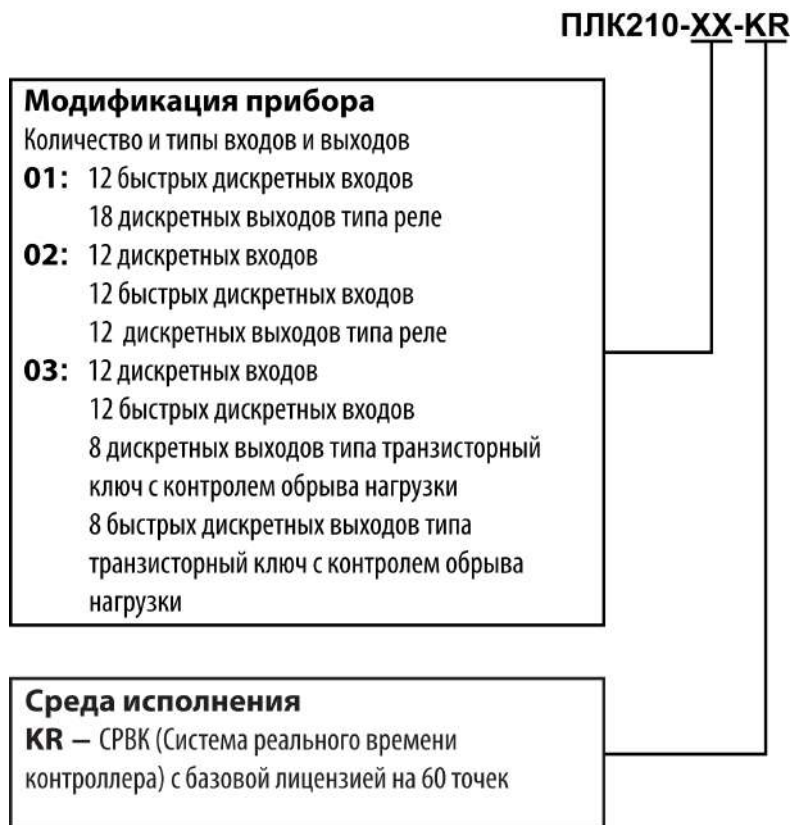 ПЛК210-XX-KR
Модификация прибора
Количество и типы входов и выходов
01: 12 быстрых дискретных входов
18 дискретных выходов типа реле
02: 12 дискретных входов
12 быстрых дискретных входов
12 дискретных выходов типа реле
03: 12 дискретных входов
12 быстрых дискретных входов
8 дискретных выходов типа транзисторный
ключ с контролем обрыва нагрузки
8 быстрых дискретных выходов типа
транзисторный ключ с контролем обрыва
нагрузки
Среда исполнения
KR – СРВК (Система реального времени
контроллера) с базовой лицензией на 60 точек